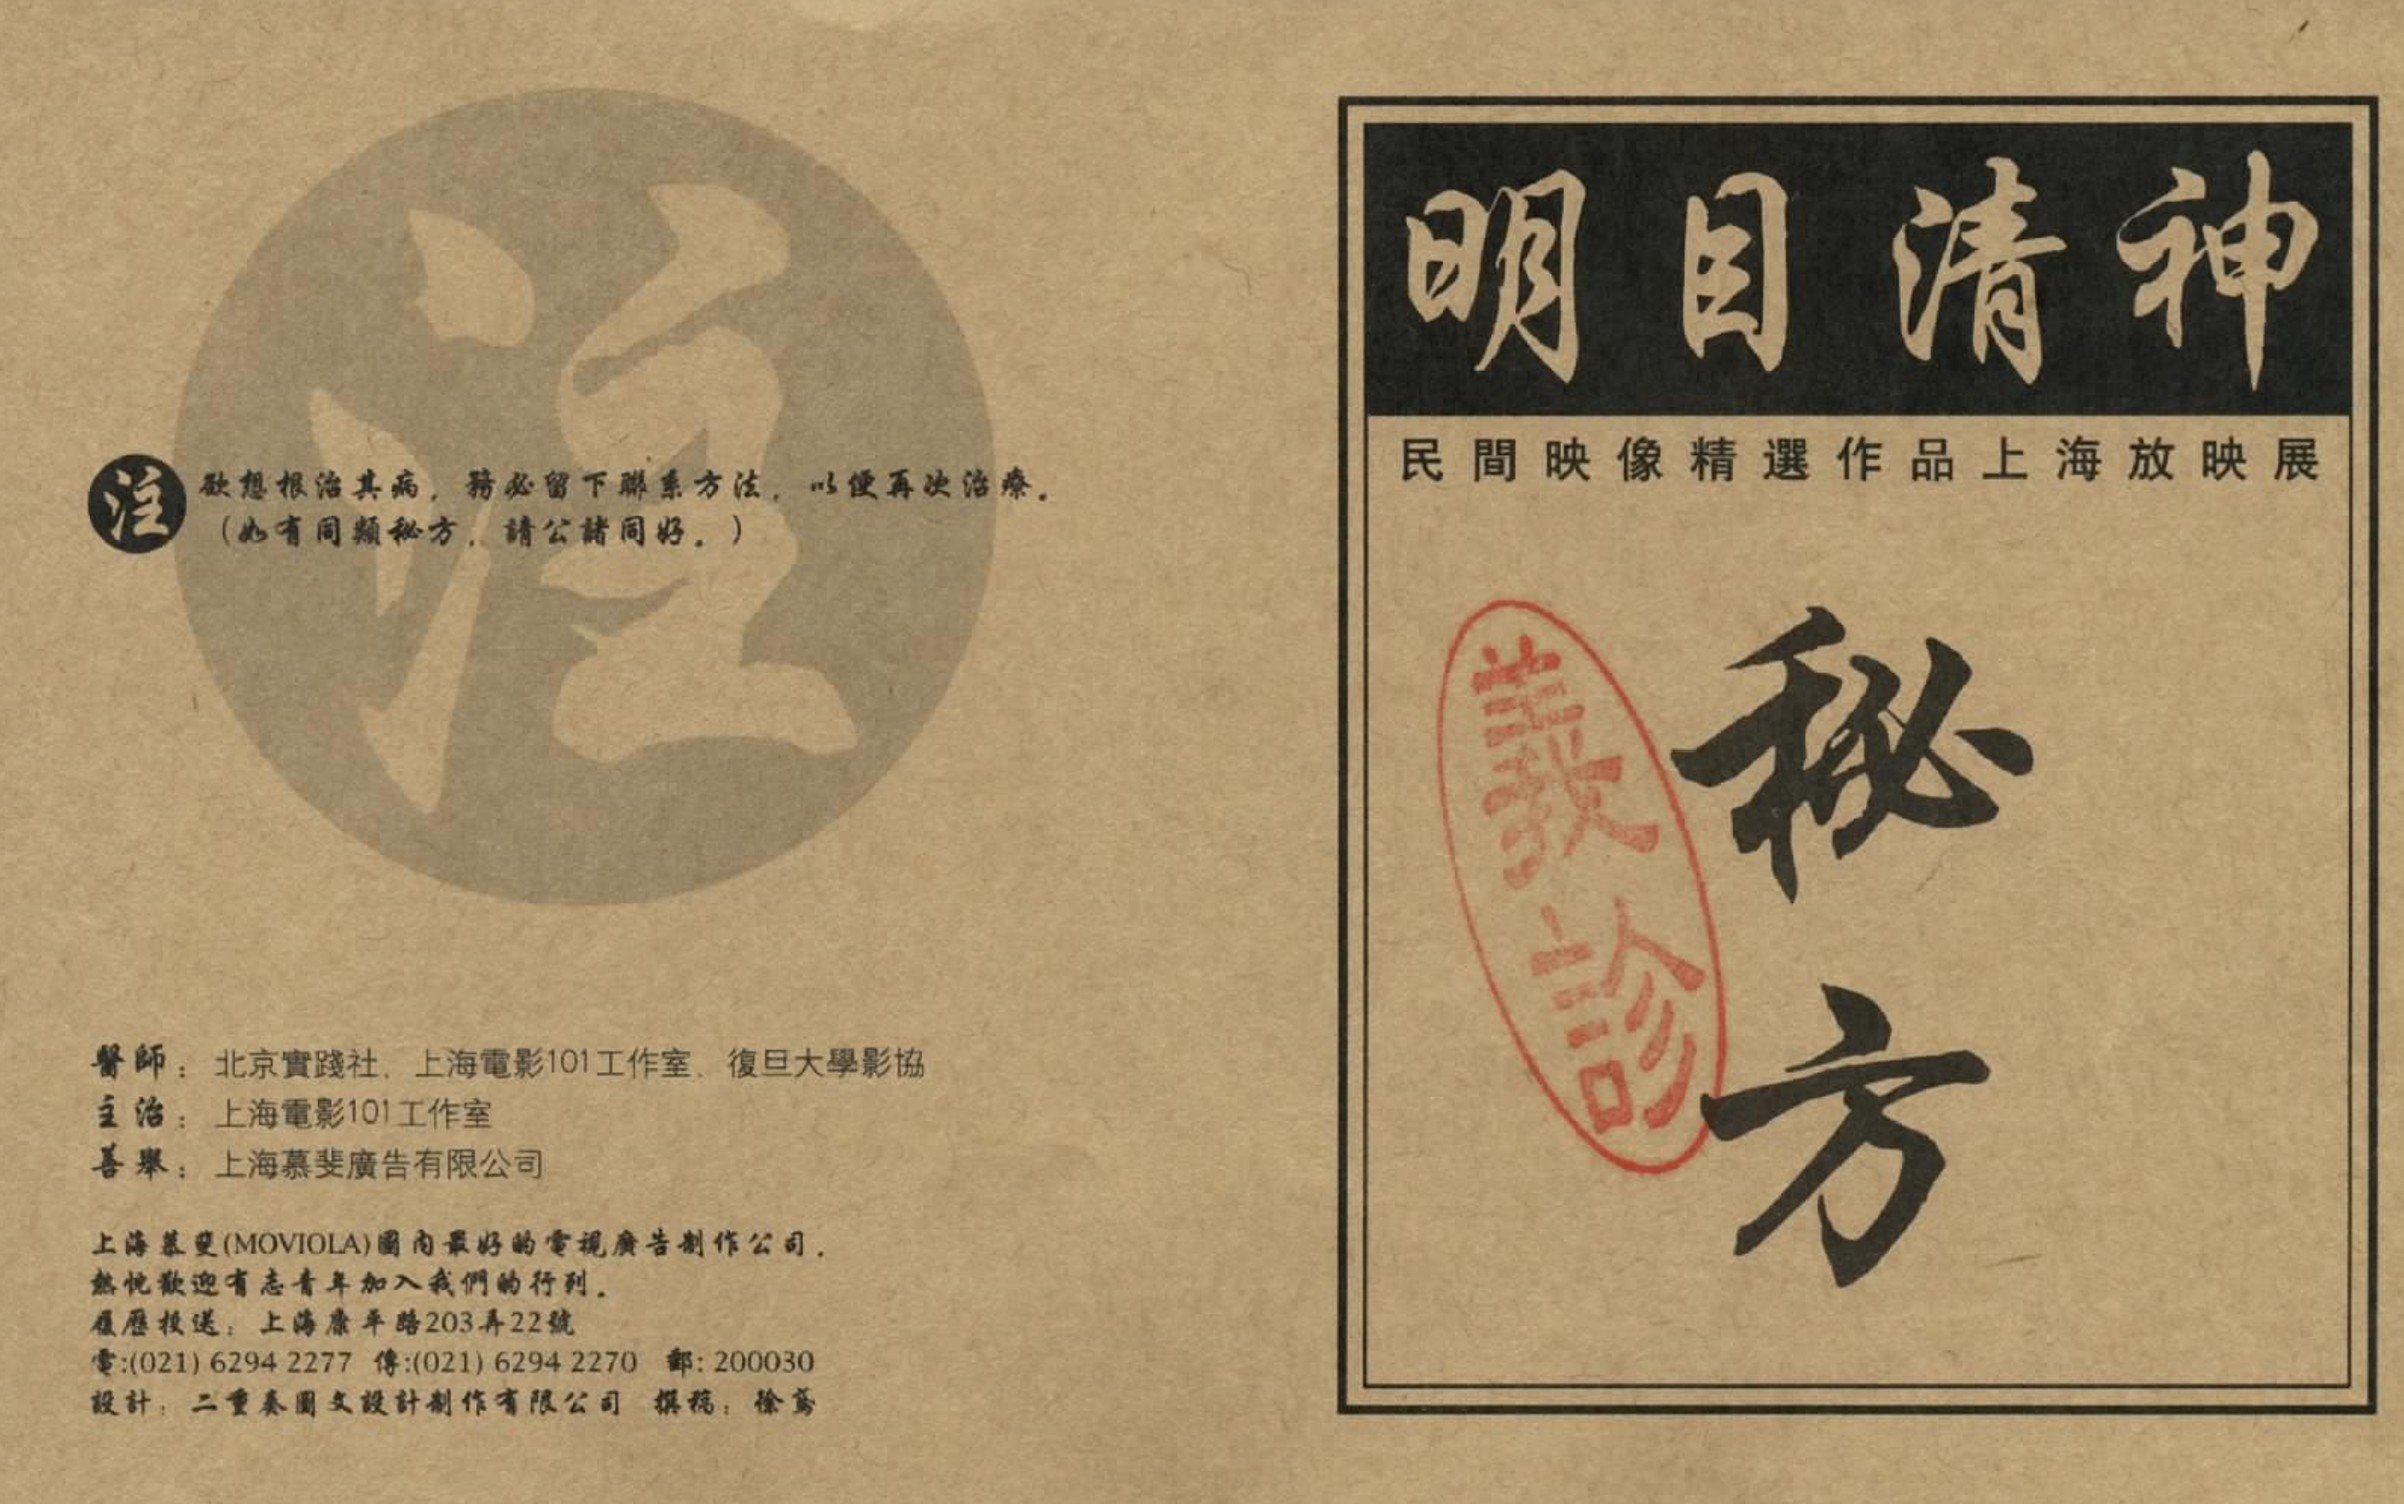 注
注 欲想根治其病，務必留下聯系方法，以便再次治療。
（如有同類秘方，請公諸同好。）
醫師：北京實踐社、上海電影101工作室、復旦大學影協
主治：上海電影101工作室
善舉：上海慕斐廣告有限公司
上海慕斐(MOVIOLA)國內最好的電視廣告制作公司，
熱忱歡迎有志青年加入我們的行列。
履歷投送：上海康平路203弄22號
電:(021) 6294 2277 傳:(021) 6294 2270 郵: 200030
設計：二重奏圖文設計制作有限公司 撰稿：徐鳶
明目清神
民間映像精選作品上海放映展
秘方
義診